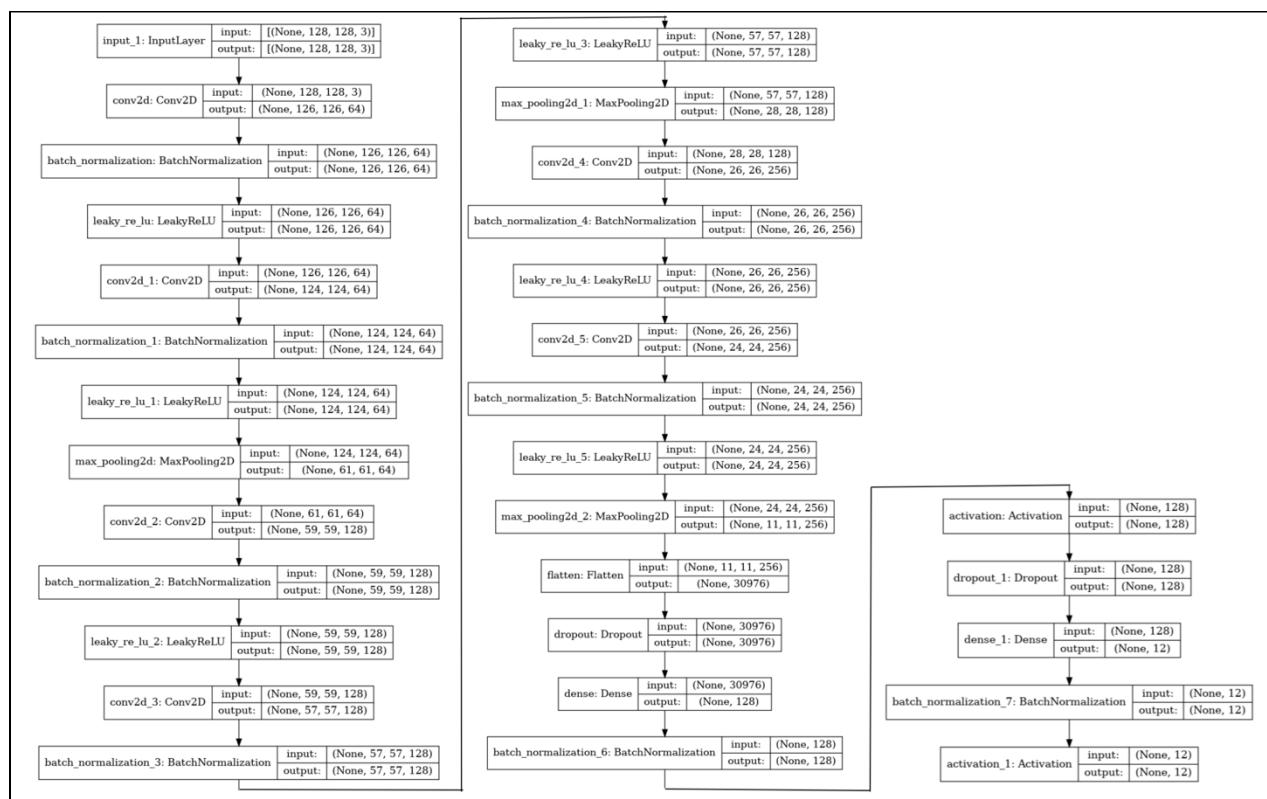 input_1: InputLayer
input: [(None, 128, 128, 3)]
output: [(None, 128, 128, 3)]
conv2d: Conv2D
input: (None, 128, 128, 3)
output: (None, 126, 126, 64)
batch_normalization: BatchNormalization
input: (None, 126, 126, 64)
output: (None, 126, 126, 64)
leaky_re_lu: LeakyReLU
input: (None, 126, 126, 64)
output: (None, 126, 126, 64)
conv2d_1: Conv2D
input: (None, 126, 126, 64)
output: (None, 124, 124, 64)
batch_normalization_1: BatchNormalization
input: (None, 124, 124, 64)
output: (None, 124, 124, 64)
leaky_re_lu_1: LeakyReLU
input: (None, 124, 124, 64)
output: (None, 124, 124, 64)
max_pooling2d: MaxPooling2D
input: (None, 124, 124, 64)
output: (None, 61, 61, 64)
conv2d_2: Conv2D
input: (None, 61, 61, 64)
output: (None, 59, 59, 128)
batch_normalization_2: BatchNormalization
input: (None, 59, 59, 128)
output: (None, 59, 59, 128)
leaky_re_lu_2: LeakyReLU
input: (None, 59, 59, 128)
output: (None, 59, 59, 128)
conv2d_3: Conv2D
input: (None, 59, 59, 128)
output: (None, 57, 57, 128)
batch_normalization_3: BatchNormalization
input: (None, 57, 57, 128)
output: (None, 57, 57, 128)
leaky_re_lu_3: LeakyReLU
input: (None, 57, 57, 128)
output: (None, 57, 57, 128)
max_pooling2d_1: MaxPooling2D
input: (None, 57, 57, 128)
output: (None, 28, 28, 128)
conv2d_4: Conv2D
input: (None, 28, 28, 128)
output: (None, 26, 26, 256)
batch_normalization_4: BatchNormalization
input: (None, 26, 26, 256)
output: (None, 26, 26, 256)
leaky_re_lu_4: LeakyReLU
input: (None, 26, 26, 256)
output: (None, 26, 26, 256)
conv2d_5: Conv2D
input: (None, 26, 26, 256)
output: (None, 24, 24, 256)
batch_normalization_5: BatchNormalization
input: (None, 24, 24, 256)
output: (None, 24, 24, 256)
leaky_re_lu_5: LeakyReLU
input: (None, 24, 24, 256)
output: (None, 24, 24, 256)
max_pooling2d_2: MaxPooling2D
input: (None, 24, 24, 256)
output: (None, 11, 11, 256)
flatten: Flatten
input: (None, 11, 11, 256)
output: (None, 30976)
dropout: Dropout
input: (None, 30976)
output: (None, 30976)
dense: Dense
input: (None, 30976)
output: (None, 128)
batch_normalization_6: BatchNormalization
input: (None, 128)
output: (None, 128)
activation: Activation
input: (None, 128)
output: (None, 128)
dropout_1: Dropout
input: (None, 128)
output: (None, 128)
dense_1: Dense
input: (None, 128)
output: (None, 12)
batch_normalization_7: BatchNormalization
input: (None, 12)
output: (None, 12)
activation_1: Activation
input: (None, 12)
output: (None, 12)